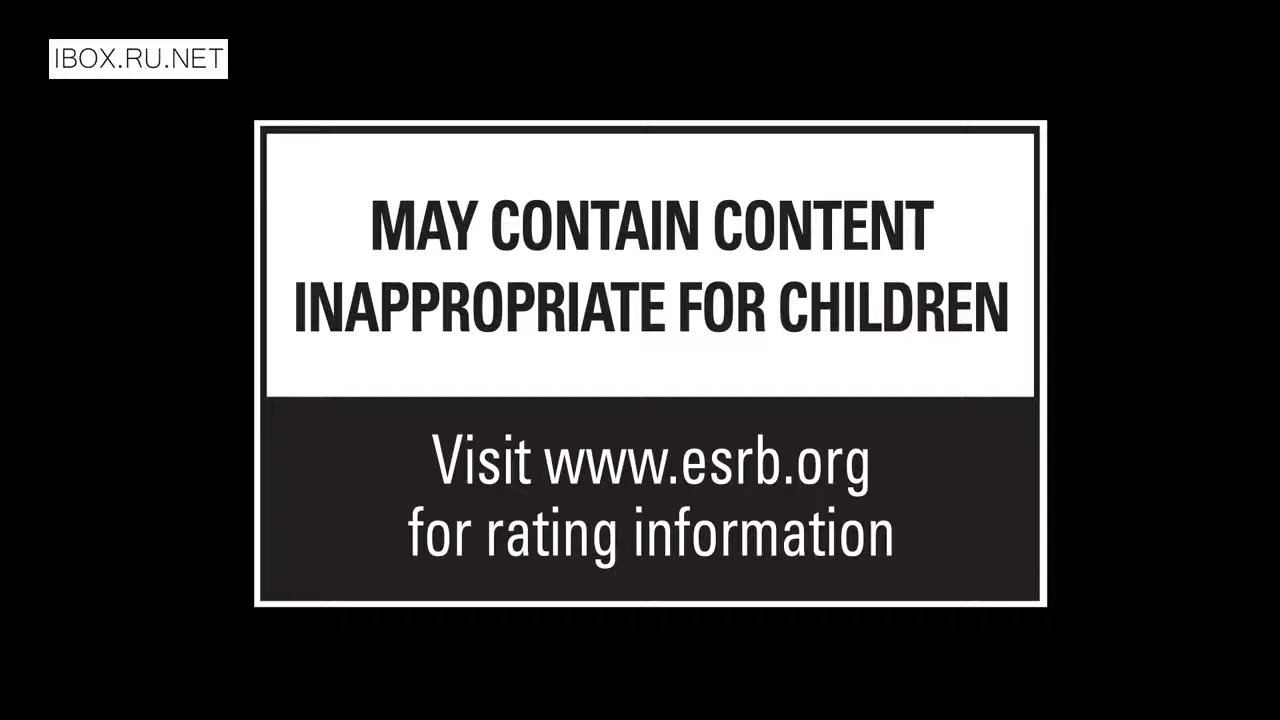 IBOX.RU.NET
MAY CONTAIN CONTENT
INAPPROPRIATE FOR CHILDREN
Visit www.esrb.org
for rating information